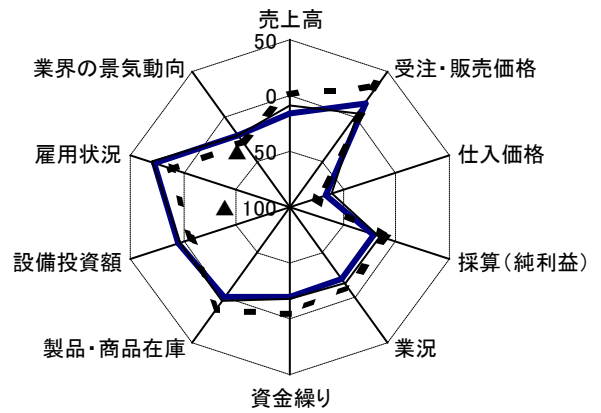 売上高
50
受注・販売価格
業界の景気動向
0
雇用状況
仕入価格
▲ 50
▲ 100
設備投資額
採算(純利益)
製品・商品在庫
業況
資金繰り